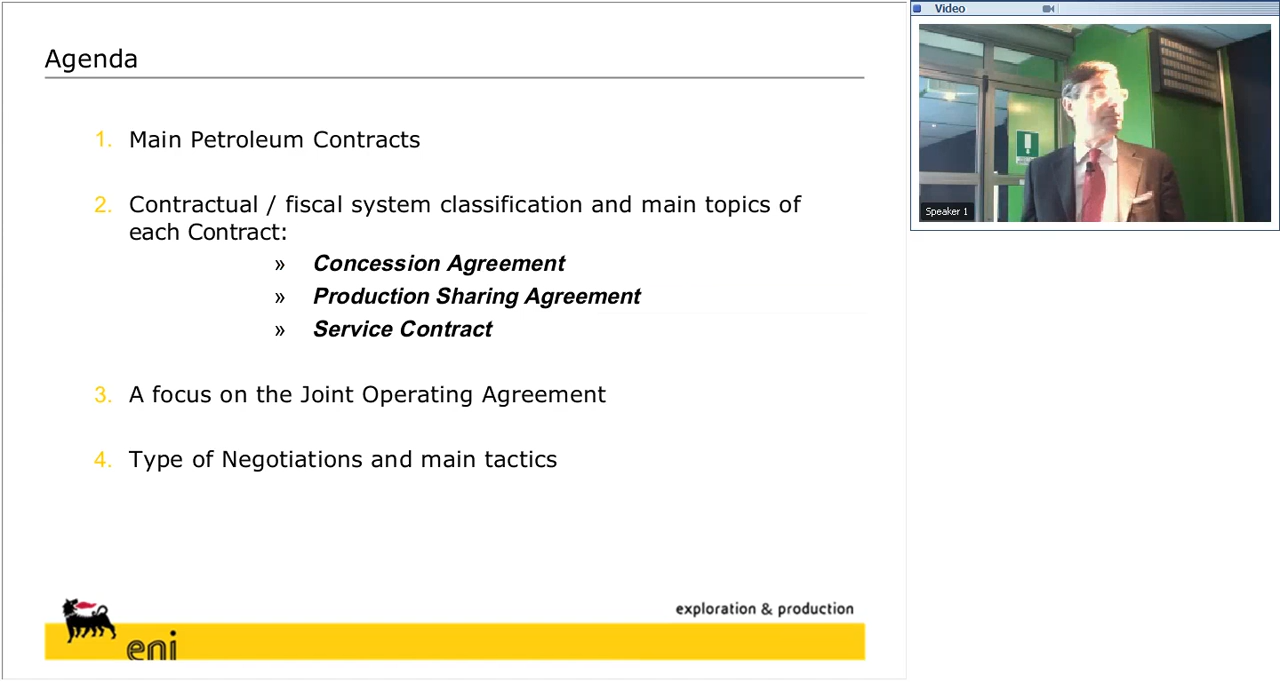 Agenda
1. Main Petroleum Contracts
2. Contractual / fiscal system classification and main topics of
each Contract:
» Concession Agreement
» Production Sharing Agreement
» Service Contract
3. A focus on the Joint Operating Agreement
4. Type of Negotiations and main tactics
exploration & production
eni
Video
Speaker 1